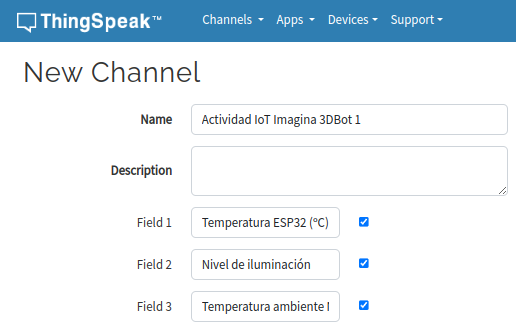 ThingSpeak™ Channels Apps Devices Support
New Channel
Name Actividad IoT Imagina 3DBot 1
Description
Field 1 Temperatura ESP32 (ºC)
Field 2 Nivel de iluminación
Field 3 Temperatura ambiente